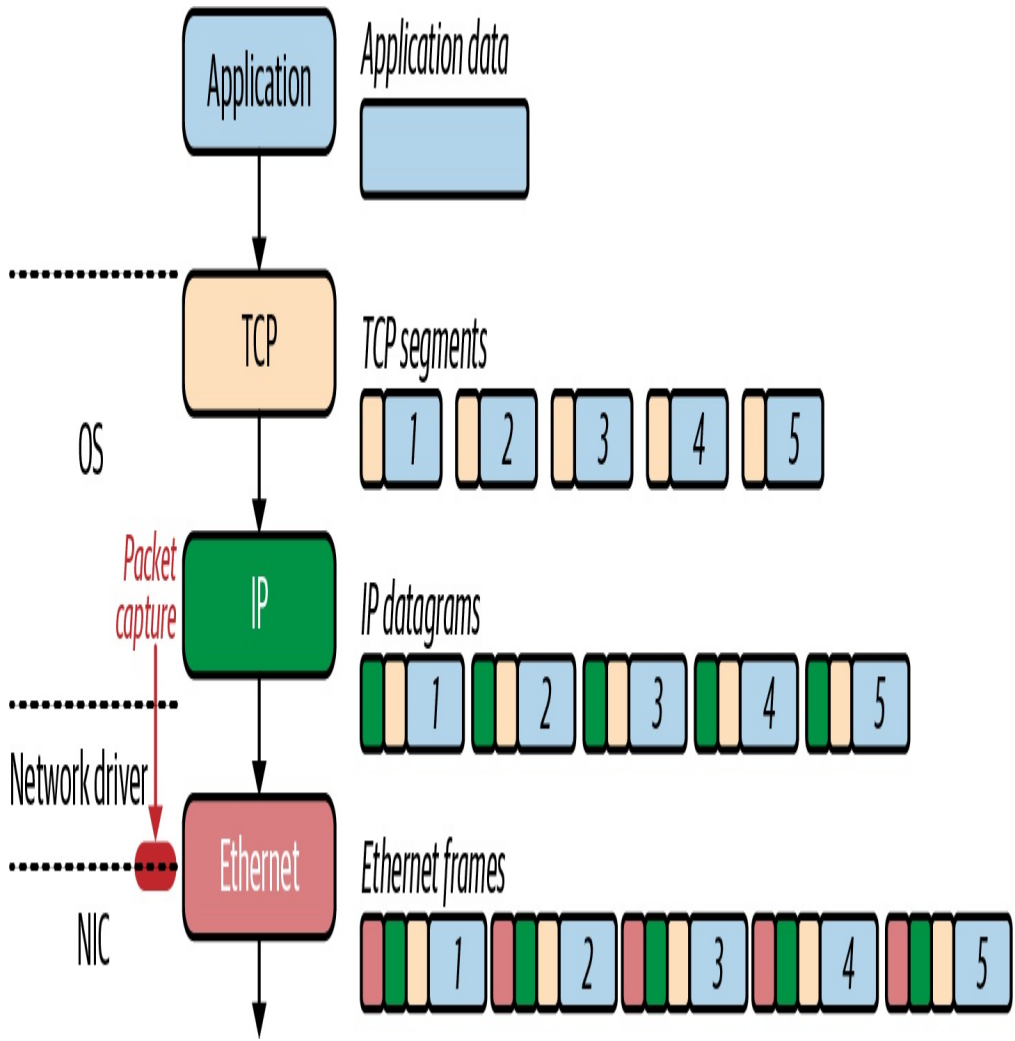 Application
Application data
TCP
TCP segments
1 2 3 4 5
OS
Packet
capture
IP
IP datagrams
1 2 3 4 5
Network driver
Ethernet
Ethernet frames
1 2 3 4 5
NIC